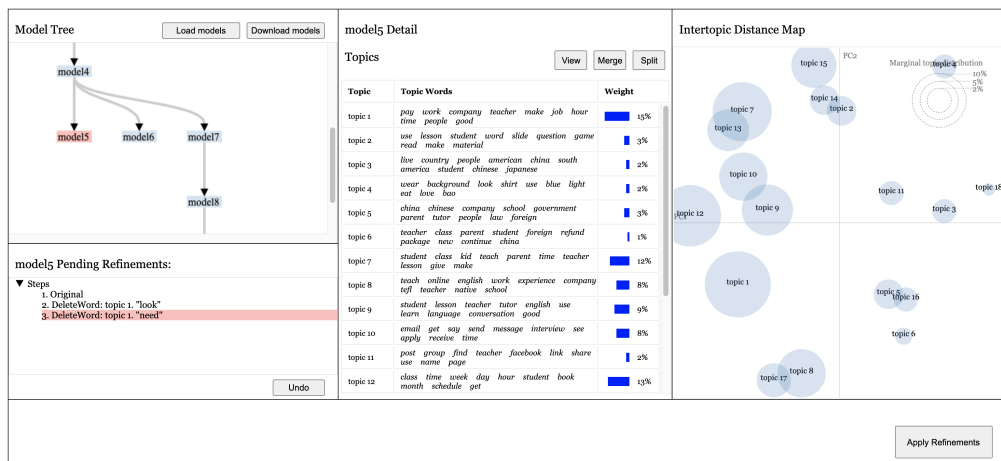 Model Tree
Load models
Download models
model4
model5
model6
model7
model8
model5 Pending Refinements:
▼ Steps
1. Original
2. DeleteWord: topic 1. "look"
3. DeleteWord: topic 1. "need"
Undo
model5 Detail
Topics
View
Merge
Split
Topic Topic Words Weight
topic 1 pay work company teacher make job hour 15%
time people good
topic 2 use lesson student word slide question game 3%
read make material
topic 3 live country people american china south 2%
america student chinese japanese
topic 4 wear background look shirt use blue light 2%
eat love bao
topic 5 china chinese company school government 3%
parent tutor people law foreign
topic 6 teacher class parent student foreign refund 1%
package new continue china
topic 7 student class kid teach parent time teacher 12%
lesson give make
topic 8 teach online english work experience company 8%
tefl teacher native school
topic 9 student lesson teacher tutor english use 9%
learn language conversation good
topic 10 email get say send message interview see 8%
apply receive time
topic 11 post group find teacher facebook link share 2%
use name page
topic 12 class time week day hour student book 13%
month schedule get
Intertopic Distance Map
PC2
topic 15
topic 4
Marginal topic distribution
10%
5%
2%
topic 14
topic 2
topic 7
topic 13
topic 10
topic 11
topic 18
topic 9
topic 3
PC1
topic 12
topic 1
topic 5
topic 16
topic 6
topic 8
topic 17
Apply Refinements